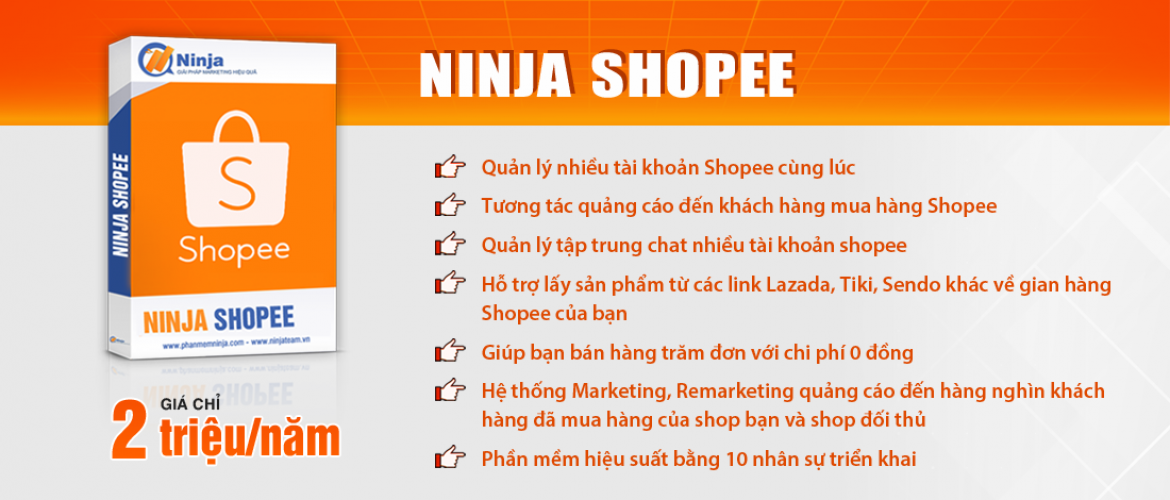 NINJA SHOPEE
Ninja
GIẢI PHÁP MARKETING HIỆU QUẢ
NINJA SHOPEE
S
Shopee
NINJA SHOPEE
www.phanmemninja.com - www.ninjateam.vn
GIÁ CHỈ
2 triệu/năm
Quản lý nhiều tài khoản Shopee cùng lúc
Tương tác quảng cáo đến khách hàng mua hàng Shopee
Quản lý tập trung chat nhiều tài khoản shopee
Hỗ trợ lấy sản phẩm từ các link Lazada, Tiki, Sendo khác về gian hàng
Shopee của bạn
Giúp bạn bán hàng trăm đơn với chi phí 0 đồng
Hệ thống Marketing, Remarketing quảng cáo đến hàng nghìn khách
hàng đã mua hàng của shop bạn và shop đối thủ
Phần mềm hiệu suất bằng 10 nhân sự triển khai